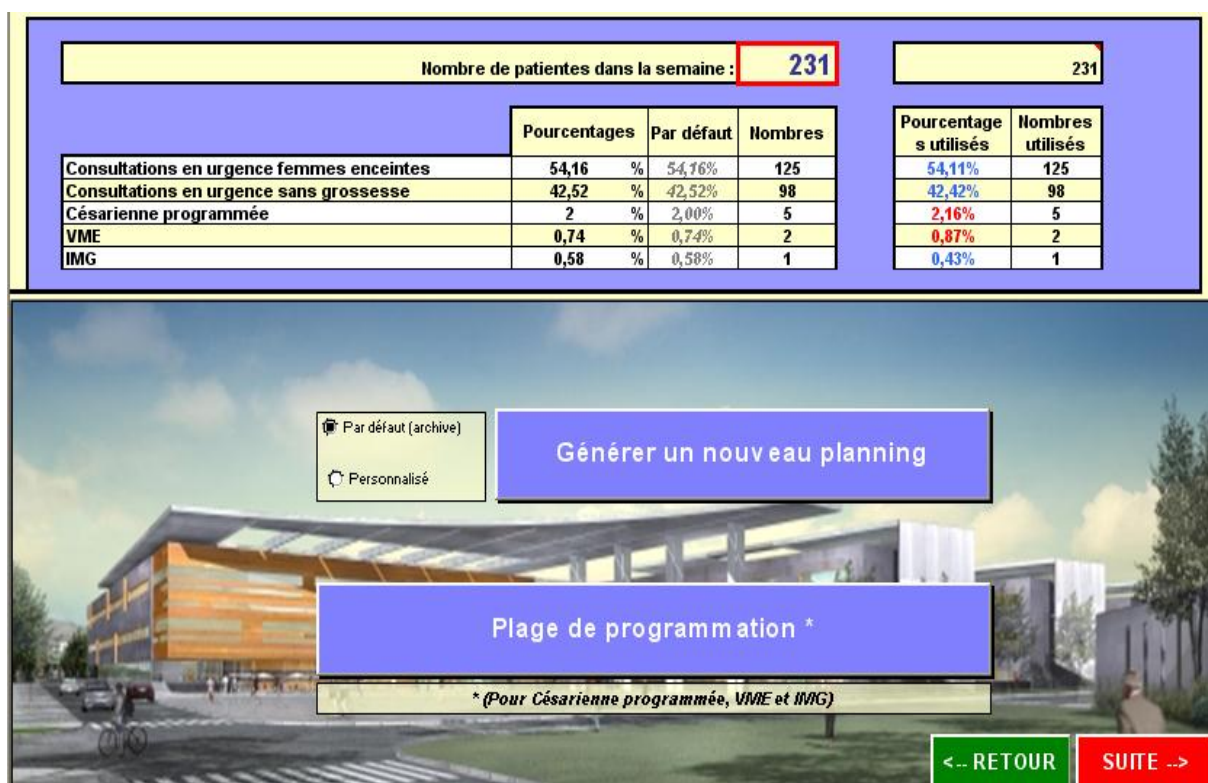 Nombre de patientes dans la semaine : 231 231
Pourcentages Par défaut Nombres Pourcentage s utilisés Nombres utilisés
Consultations en urgence femmes enceintes 54,16 % 54,16% 125 54,11% 125
Consultations en urgence sans grossesse 42,52 % 42,52% 98 42,42% 98
Césarienne programmée 2 % 2,00% 5 2,16% 5
VME 0,74 % 0,74% 2 0,87% 2
IMG 0,58 % 0,58% 1 0,43% 1
Par défaut (archive)
Personnalisé
Générer un nouveau planning
Plage de programmation *
* (Pour Césarienne programmée, VME et IMG)
<-- RETOUR SUITE -->